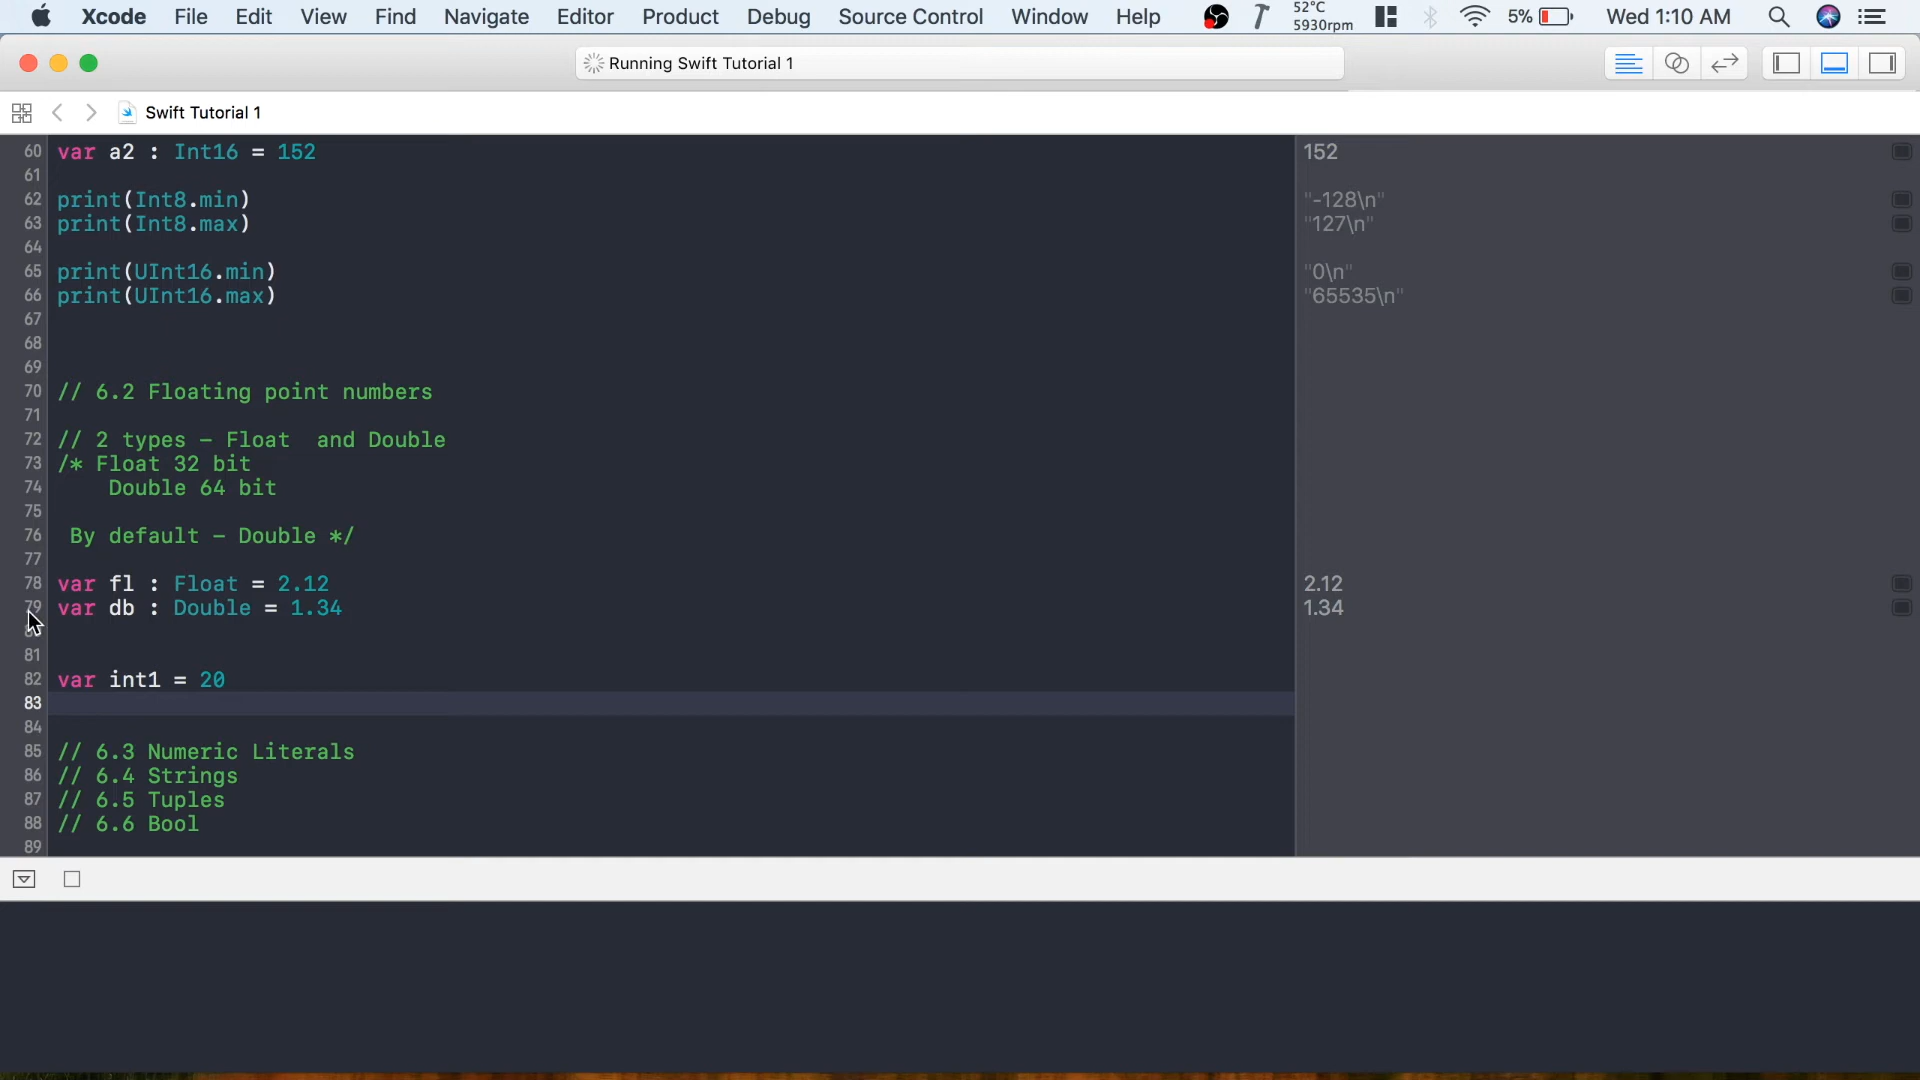 Xcode File Edit View Find Navigate Editor Product Debug Source Control Window Help 52°C 5930rpm 5% Wed 1:10 AM
Running Swift Tutorial 1
Swift Tutorial 1
60 var a2 : Int16 = 152 152
61
62 print(Int8.min) "-128\n"
63 print(Int8.max) "127\n"
64
65 print(UInt16.min) "0\n"
66 print(UInt16.max) "65535\n"
67
68
69
70 // 6.2 Floating point numbers
71
72 // 2 types – Float  and Double
73 /* Float 32 bit
74 Double 64 bit
75
76 By default – Double */
77
78 var fl : Float = 2.12 2.12
79 var db : Double = 1.34 1.34
81
82 var int1 = 20
83
84
85 // 6.3 Numeric Literals
86 // 6.4 Strings
87 // 6.5 Tuples
88 // 6.6 Bool
89